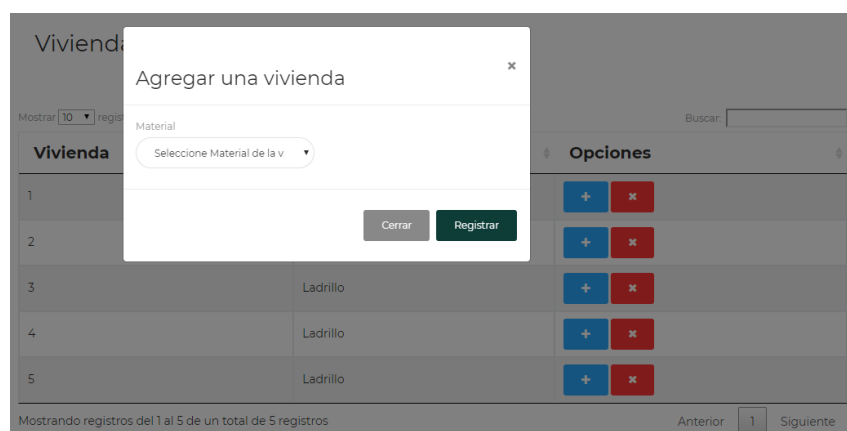 Vivienda
Agregar una vivienda
×
Mostrar 10 regis
Buscar:
Material
Seleccione Material de la v
Vivienda
Opciones
1
2
Cerrar
Registrar
3
Ladrillo
4
Ladrillo
5
Ladrillo
Mostrando registros del 1 al 5 de un total de 5 registros
Anterior
1
Siguiente